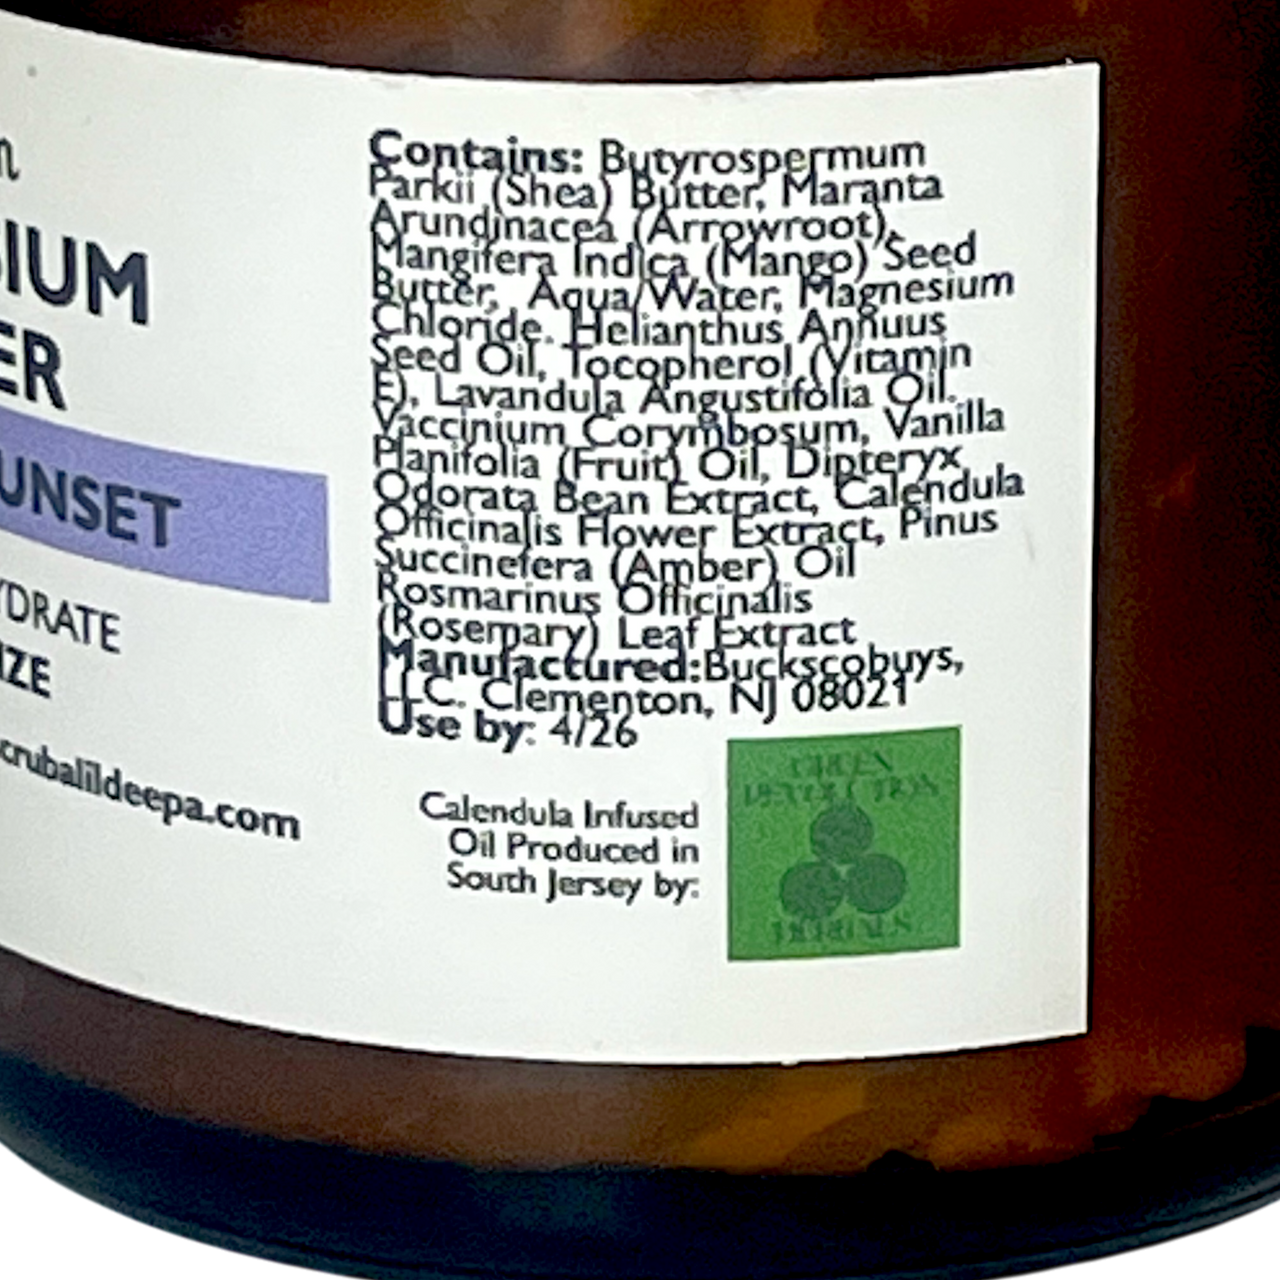 n
SIUM
ER
UNSET
YDRATE
IZE
crubalildeepa.com
Contains: Butyrospermum
Parkii (Shea) Butter, Maranta
Arundinacea (Arrowroot),
Mangifera Indica (Mango) Seed
Butter, Aqua/Water, Magnesium
Chloride. Helianthus Annuus
Seed Oil, Tocopherol (Vitamin
E), Lavandula Angustifolia Oil.
Vaccinium Corymbosum, Vanilla
Planifolia (Fruit) Oil, Dipteryx
Odorata Bean Extract, Calendula
Officinalis Flower Extract, Pinus
Succinefera (Amber) Oil
Rosmarinus Officinalis
(Rosemary) Leaf Extract
Manufactured:Buckscobuys,
LLC. Clementon, NJ 08021
Use by: 4/26
Calendula Infused
Oil Produced in
South Jersey by:
GREEN
HERBALS